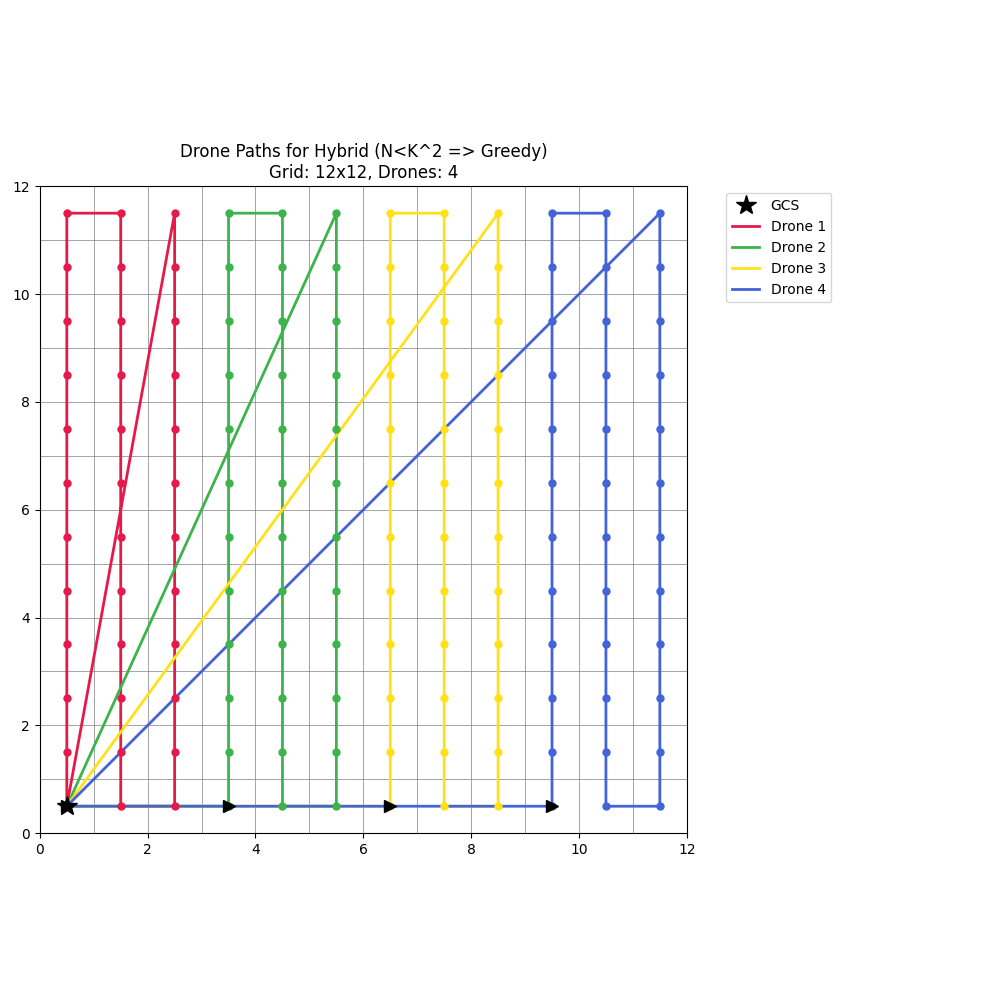 Drone Paths for Hybrid (N<K^2 => Greedy)
Grid: 12x12, Drones: 4
12
10
8
6
4
2
0
0 2 4 6 8 10 12
GCS
Drone 1
Drone 2
Drone 3
Drone 4